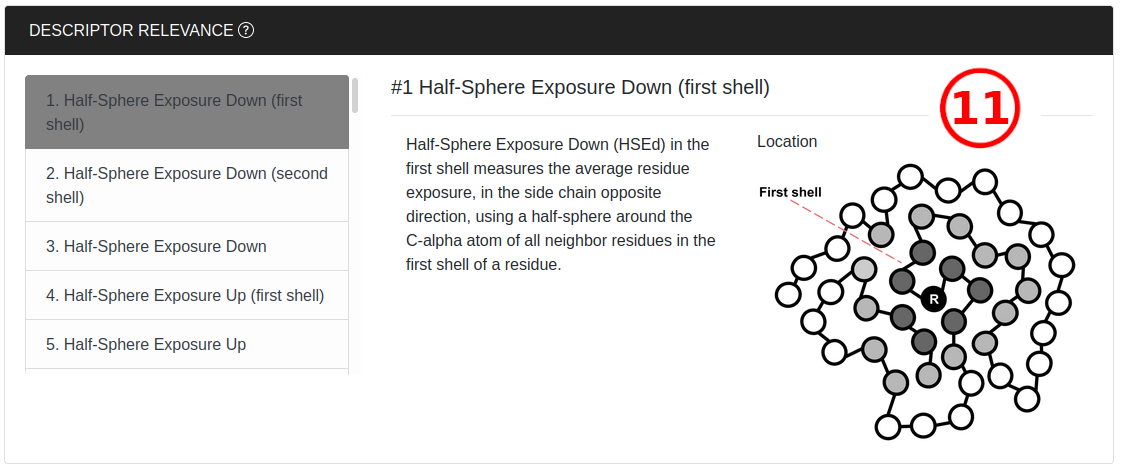 DESCRIPTOR RELEVANCE ?
1. Half-Sphere Exposure Down (first
shell)
2. Half-Sphere Exposure Down (second
shell)
3. Half-Sphere Exposure Down
4. Half-Sphere Exposure Up (first shell)
5. Half-Sphere Exposure Up
#1 Half-Sphere Exposure Down (first shell)
11
Half-Sphere Exposure Down (HSEd) in the
first shell measures the average residue
exposure, in the side chain opposite
direction, using a half-sphere around the
C-alpha atom of all neighbor residues in the
first shell of a residue.
Location
First shell
R